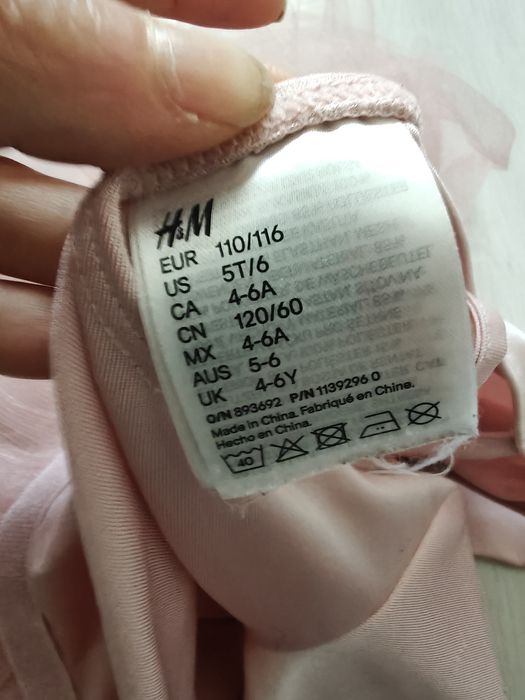 H&M
EUR 110/116
US 5T/6
CA 4-6A
CN 120/60
MX 4-6A
AUS 5-6
UK 4-6Y
O/N 893692 P/N 1139296 0
Made in China. Fabriqué en Chine.
Hecho en China.
40